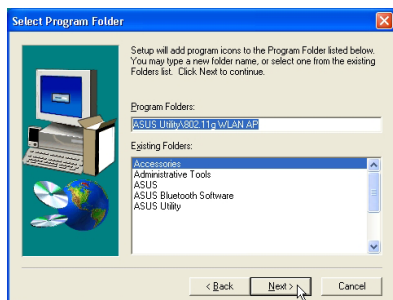 Select Program Folder
Setup will add program icons to the Program Folder listed below.
You may type a new folder name, or select one from the existing
Folders list. Click Next to continue.
Program Folders:
ASUS Utility\802.11g WLAN AP
Existing Folders:
Accessories
Administrative Tools
ASUS
ASUS Bluetooth Software
ASUS Utility
< Back
Next >
Cancel